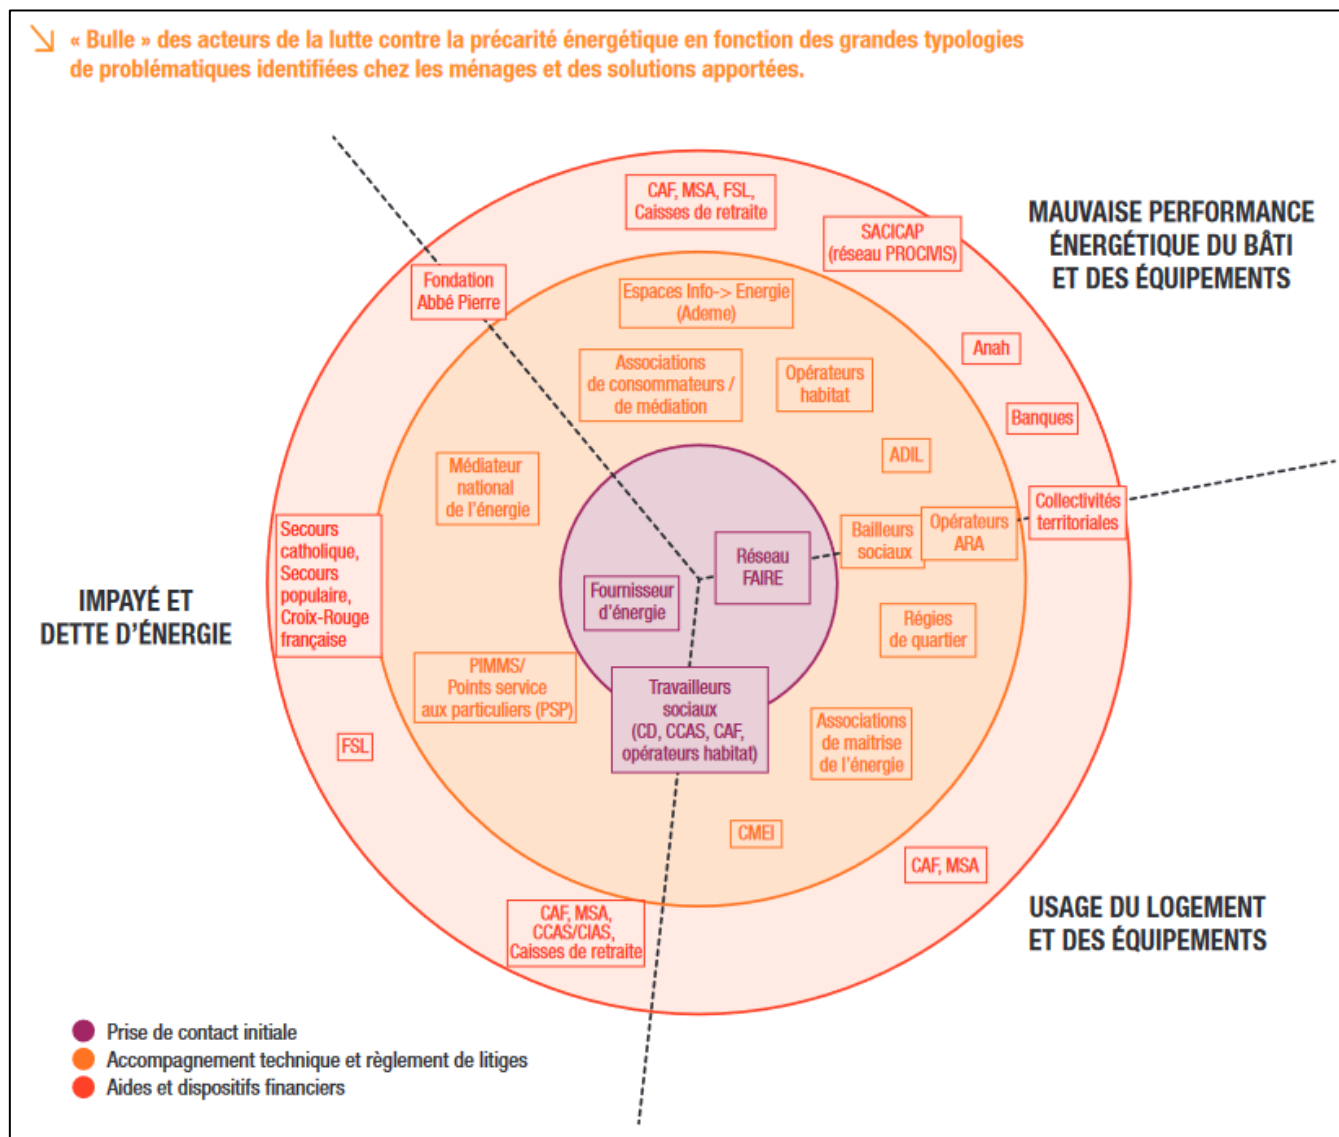 « Bulle » des acteurs de la lutte contre la précarité énergétique en fonction des grandes typologies
de problématiques identifiées chez les ménages et des solutions apportées.
CAF, MSA, FSL,
Caisses de retraite
SACICAP
(réseau PROCIVIS)
MAUVAISE PERFORMANCE
ÉNERGÉTIQUE DU BÂTI
ET DES ÉQUIPEMENTS
Fondation
Abbé Pierre
Espaces Info-> Energie
(Ademe)
Anah
Associations
de consommateurs /
de médiation
Opérateurs
habitat
Banques
ADIL
Médiateur
national
de l'énergie
Collectivités
territoriales
Bailleurs
sociaux
Opérateurs
ARA
Secours
catholique,
Secours
populaire,
Croix-Rouge
française
Réseau
FAIRE
Fournisseur
d'énergie
IMPAYÉ ET
DETTE D'ÉNERGIE
Régies
de quartier
PIMMS/
Points service
aux particuliers (PSP)
Travailleurs
sociaux
(CD, CCAS, CAF,
opérateurs habitat)
Associations
de maîtrise
de l'énergie
FSL
CMEI
CAF, MSA
CAF, MSA,
CCAS/CIAS,
Caisses de retraite
USAGE DU LOGEMENT
ET DES ÉQUIPEMENTS
Prise de contact initiale
Accompagnement technique et règlement de litiges
Aides et dispositifs financiers